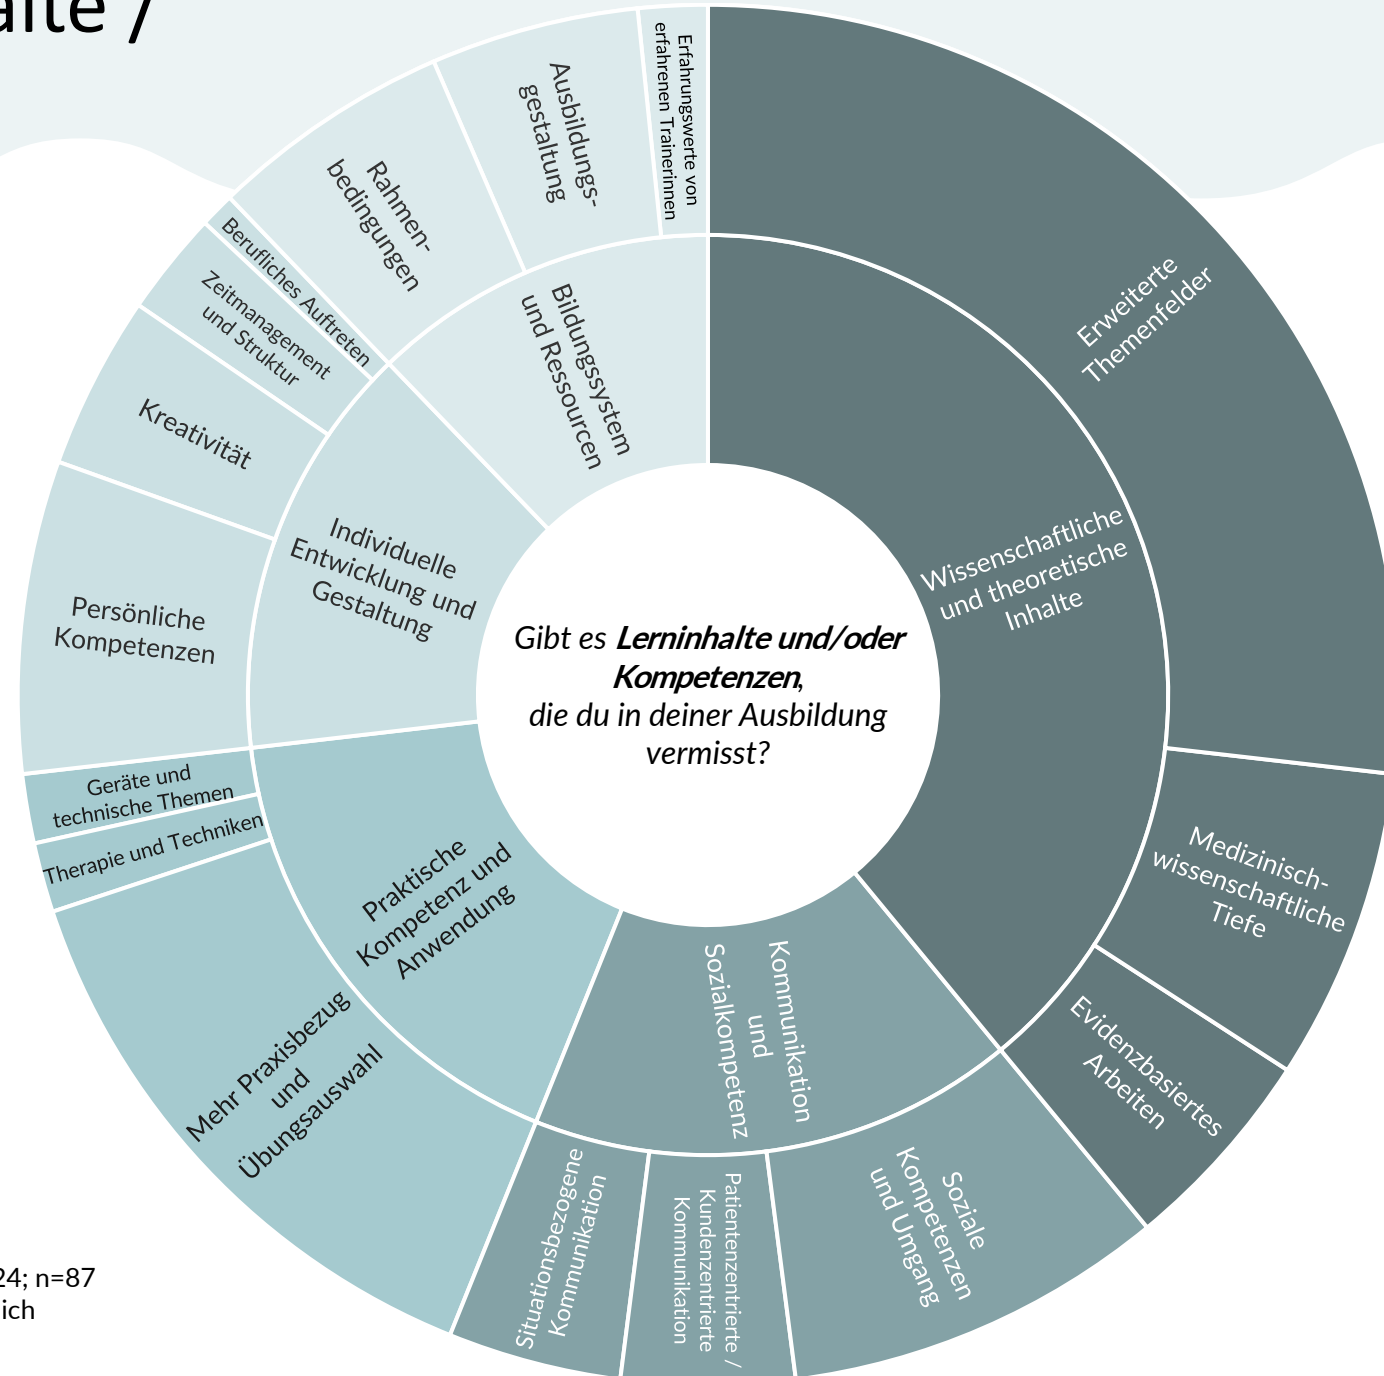 alte /
Erfahrungswerte von
erfahrenen Trainerinnen
Ausbildungs-
gestaltung
Rahmen-
bedingungen
Berufliches Auftreten
Zeitmanagement
und Struktur
Kreativität
Persönliche
Kompetenzen
Geräte und
technische Themen
Therapie und Techniken
Mehr Praxisbezug
und
Übungsauswahl
Situationsbezogene
Kommunikation
Patientenzentrierte /
Kundenzentrierte
Kommunikation
Soziale
Kompetenzen
und Umgang
Evidenzbasiertes
Arbeiten
Medizinisch-
wissenschaftliche
Tiefe
Erweiterte
Themenfelder
Bildungssystem
und Ressourcen
Individuelle
Entwicklung und
Gestaltung
Praktische
Kompetenz und
Anwendung
Kommunikation
und
Sozialkompetenz
Wissenschaftliche
und theoretische
Inhalte
Gibt es Lerninhalte und/oder
Kompetenzen,
die du in deiner Ausbildung
vermisst?
24; n=87
ich